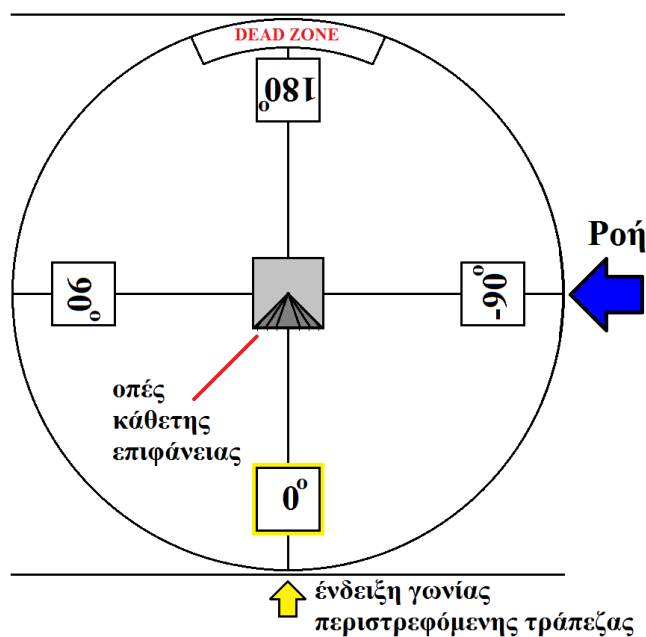 DEAD ZONE
180°
Ροή
90°
-90°
οπές
κάθετης
επιφάνειας
0°
ένδειξη γωνίας
περιστρεφόμενης τράπεζας